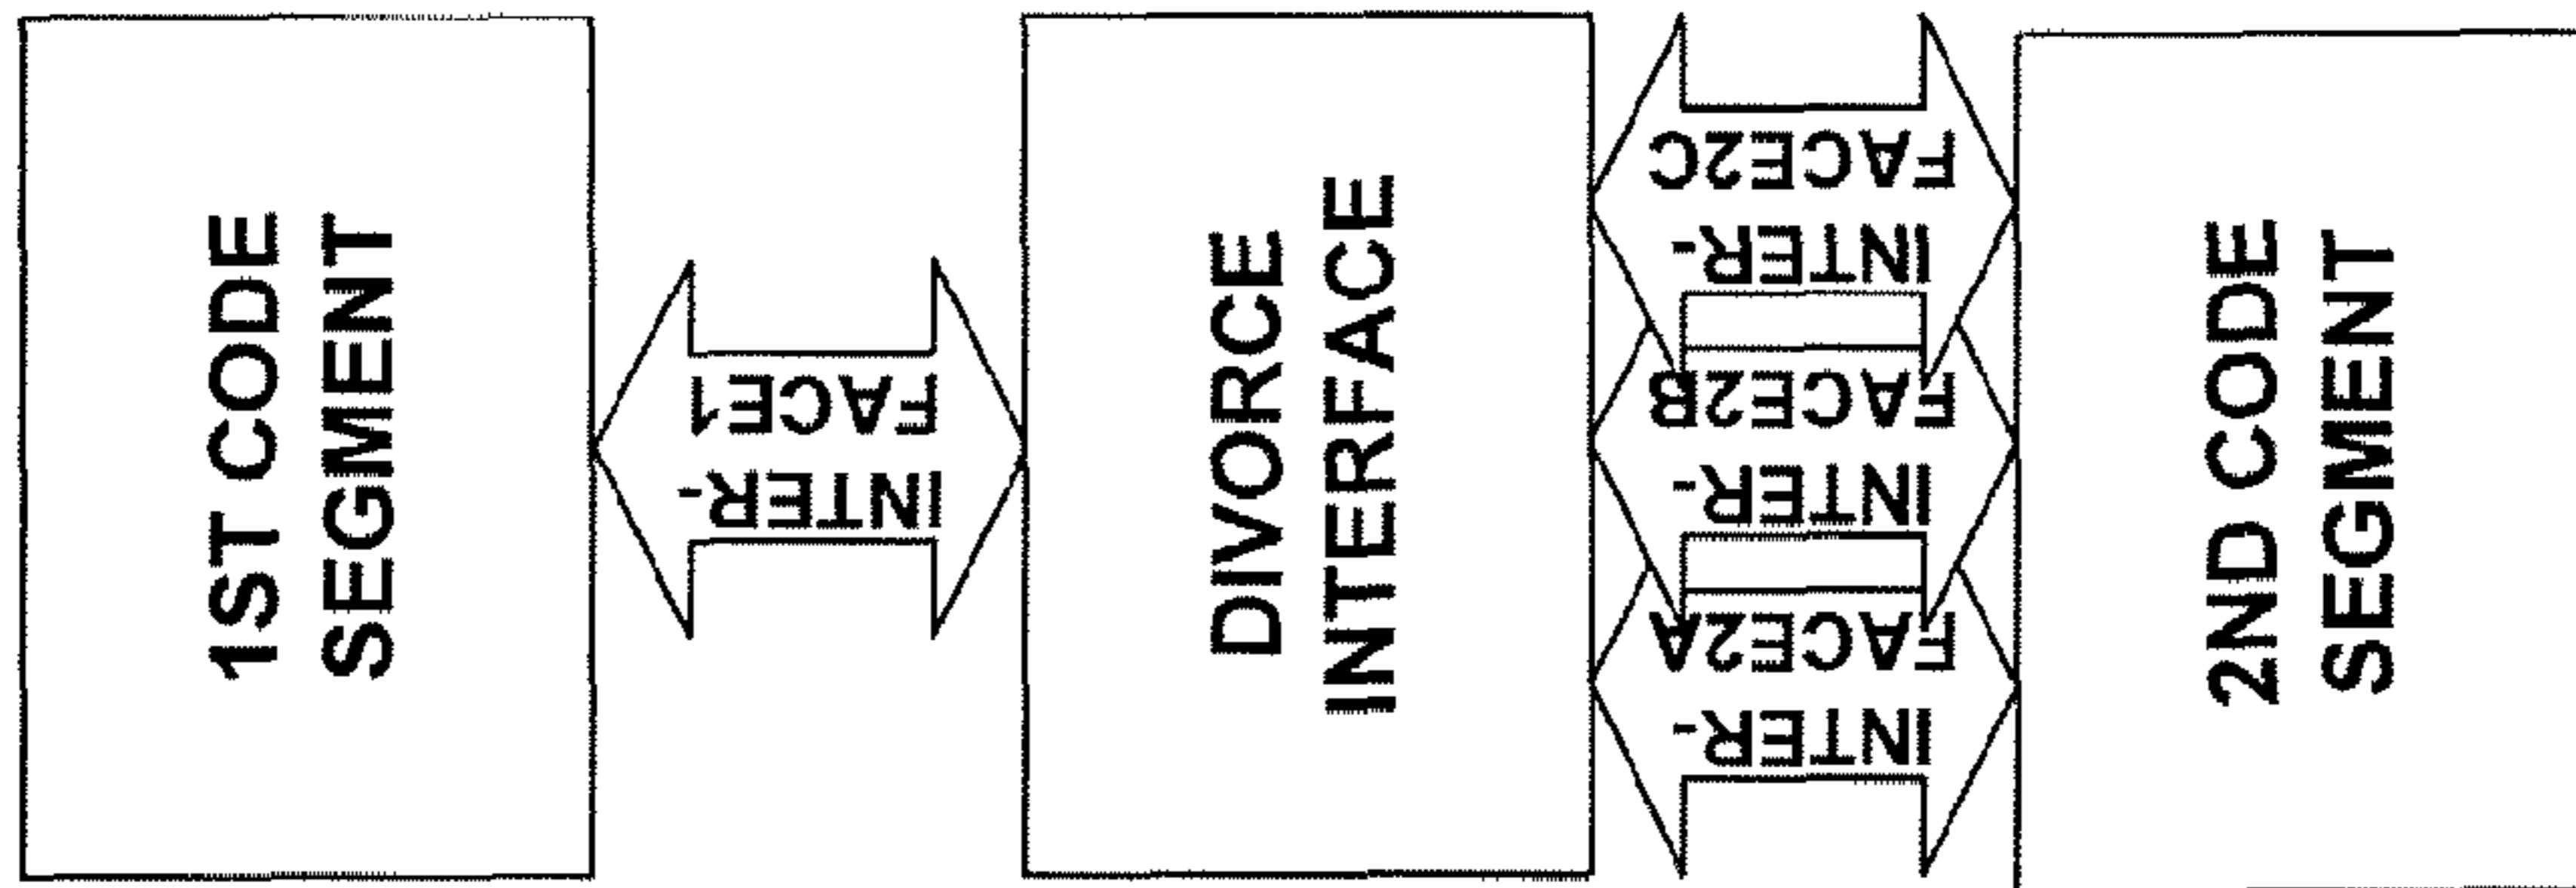 1ST CODE
SEGMENT
INTER-
FACE1
DIVORCE
INTERFACE
INTER-
FACE2A
INTER-
FACE2B
INTER-
FACE2C
2ND CODE
SEGMENT